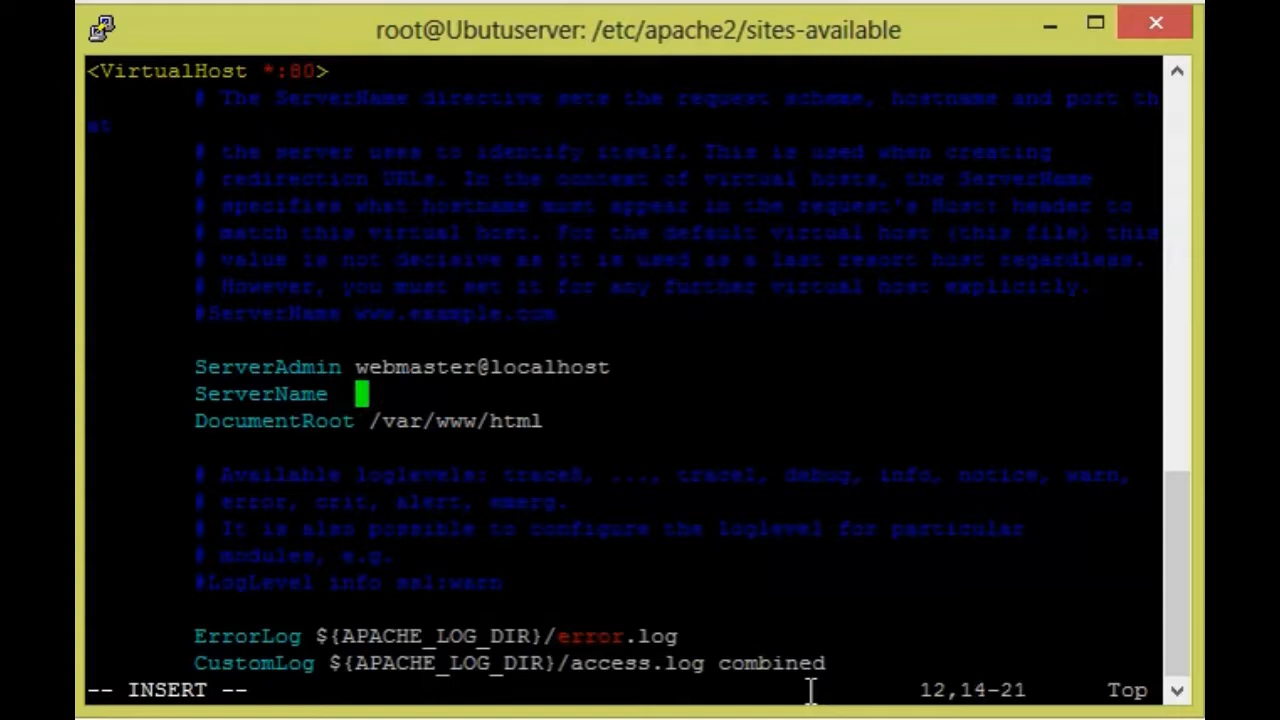 root@Ubutuserver: /etc/apache2/sites-available
<VirtualHost *:80>
# The ServerName directive sets the request scheme, hostname and port th
at
# the server uses to identify itself. This is used when creating
# redirection URLs. In the context of virtual hosts, the ServerName
# specifies what hostname must appear in the request's Host: header to
# match this virtual host. For the default virtual host (this file) this
# value is not decisive as it is used as a last resort host regardless.
# However, you must set it for any further virtual host explicitly.
#ServerName www.example.com
ServerAdmin webmaster@localhost
ServerName
DocumentRoot /var/www/html
# Available loglevels: trace8, ..., trace1, debug, info, notice, warn,
# error, crit, alert, emerg.
# It is also possible to configure the loglevel for particular
# modules, e.g.
#LogLevel info ssl:warn
ErrorLog ${APACHE_LOG_DIR}/error.log
CustomLog ${APACHE_LOG_DIR}/access.log combined
-- INSERT -- 12,14-21 Top